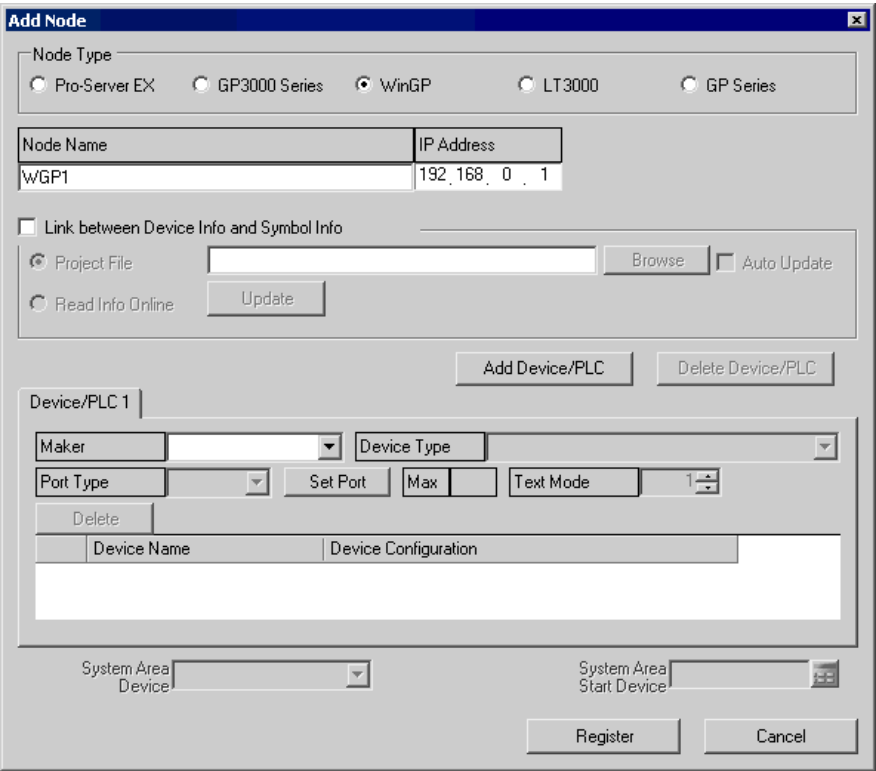 Add Node
Node Type
Pro-Server EX GP3000 Series WinGP LT3000 GP Series
Node Name IP Address
WGP1 192.168. 0 . 1
Link between Device Info and Symbol Info
Project File Browse Auto Update
Read Info Online Update
Add Device/PLC Delete Device/PLC
Device/PLC 1
Maker Device Type
Port Type Set Port Max Text Mode 1
Delete
Device Name Device Configuration
System Area System Area
Device Start Device
Register Cancel